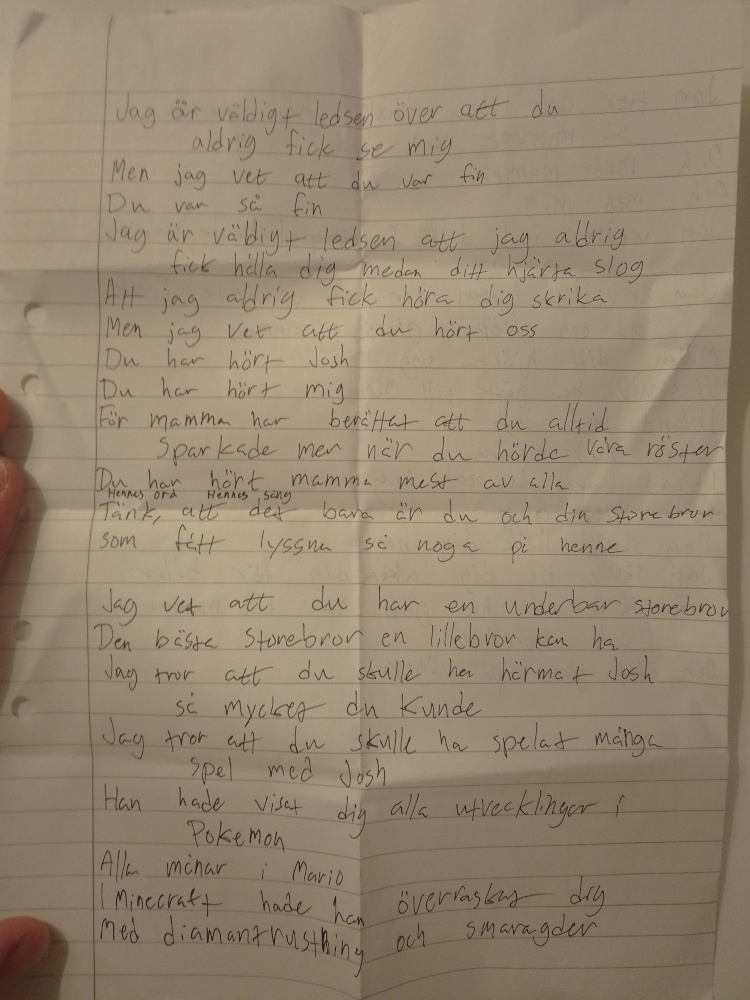 Jag är väldigt ledsen över att du
aldrig fick se mig
Men jag vet att du var fin
Du var så fin
Jag är väldigt ledsen att jag aldrig
fick hålla dig medan ditt hjärta slog
Att jag aldrig fick höra dig skrika
Men jag vet att du hört oss
Du har hört Josh
Du har hört mig
För mamma har berättat att du alltid
sparkade mer när du hörde våra röster
Du har hört mamma mest av alla
Hennes ord Hennes sång
Tänk, att det bara är du och din storebror
som fått lyssna så noga på henne
Jag vet att du har en underbar storebror
Den bästa storebror en lillebror kan ha
Jag tror att du skulle ha härmat Josh
så mycket du kunde
Jag tror att du skulle ha spelat många
spel med Josh
Han hade visat dig alla utvecklingar i
Pokemon
Alla månar i Mario
I Minecraft hade han överraskat dig
med diamantrustning och smaragder